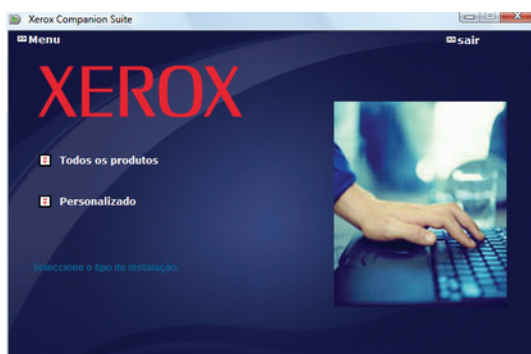 Xerox Companion Suite
Menu
sair
XEROX
Todos os produtos
Personalizado
Seleccione o tipo de instalação.